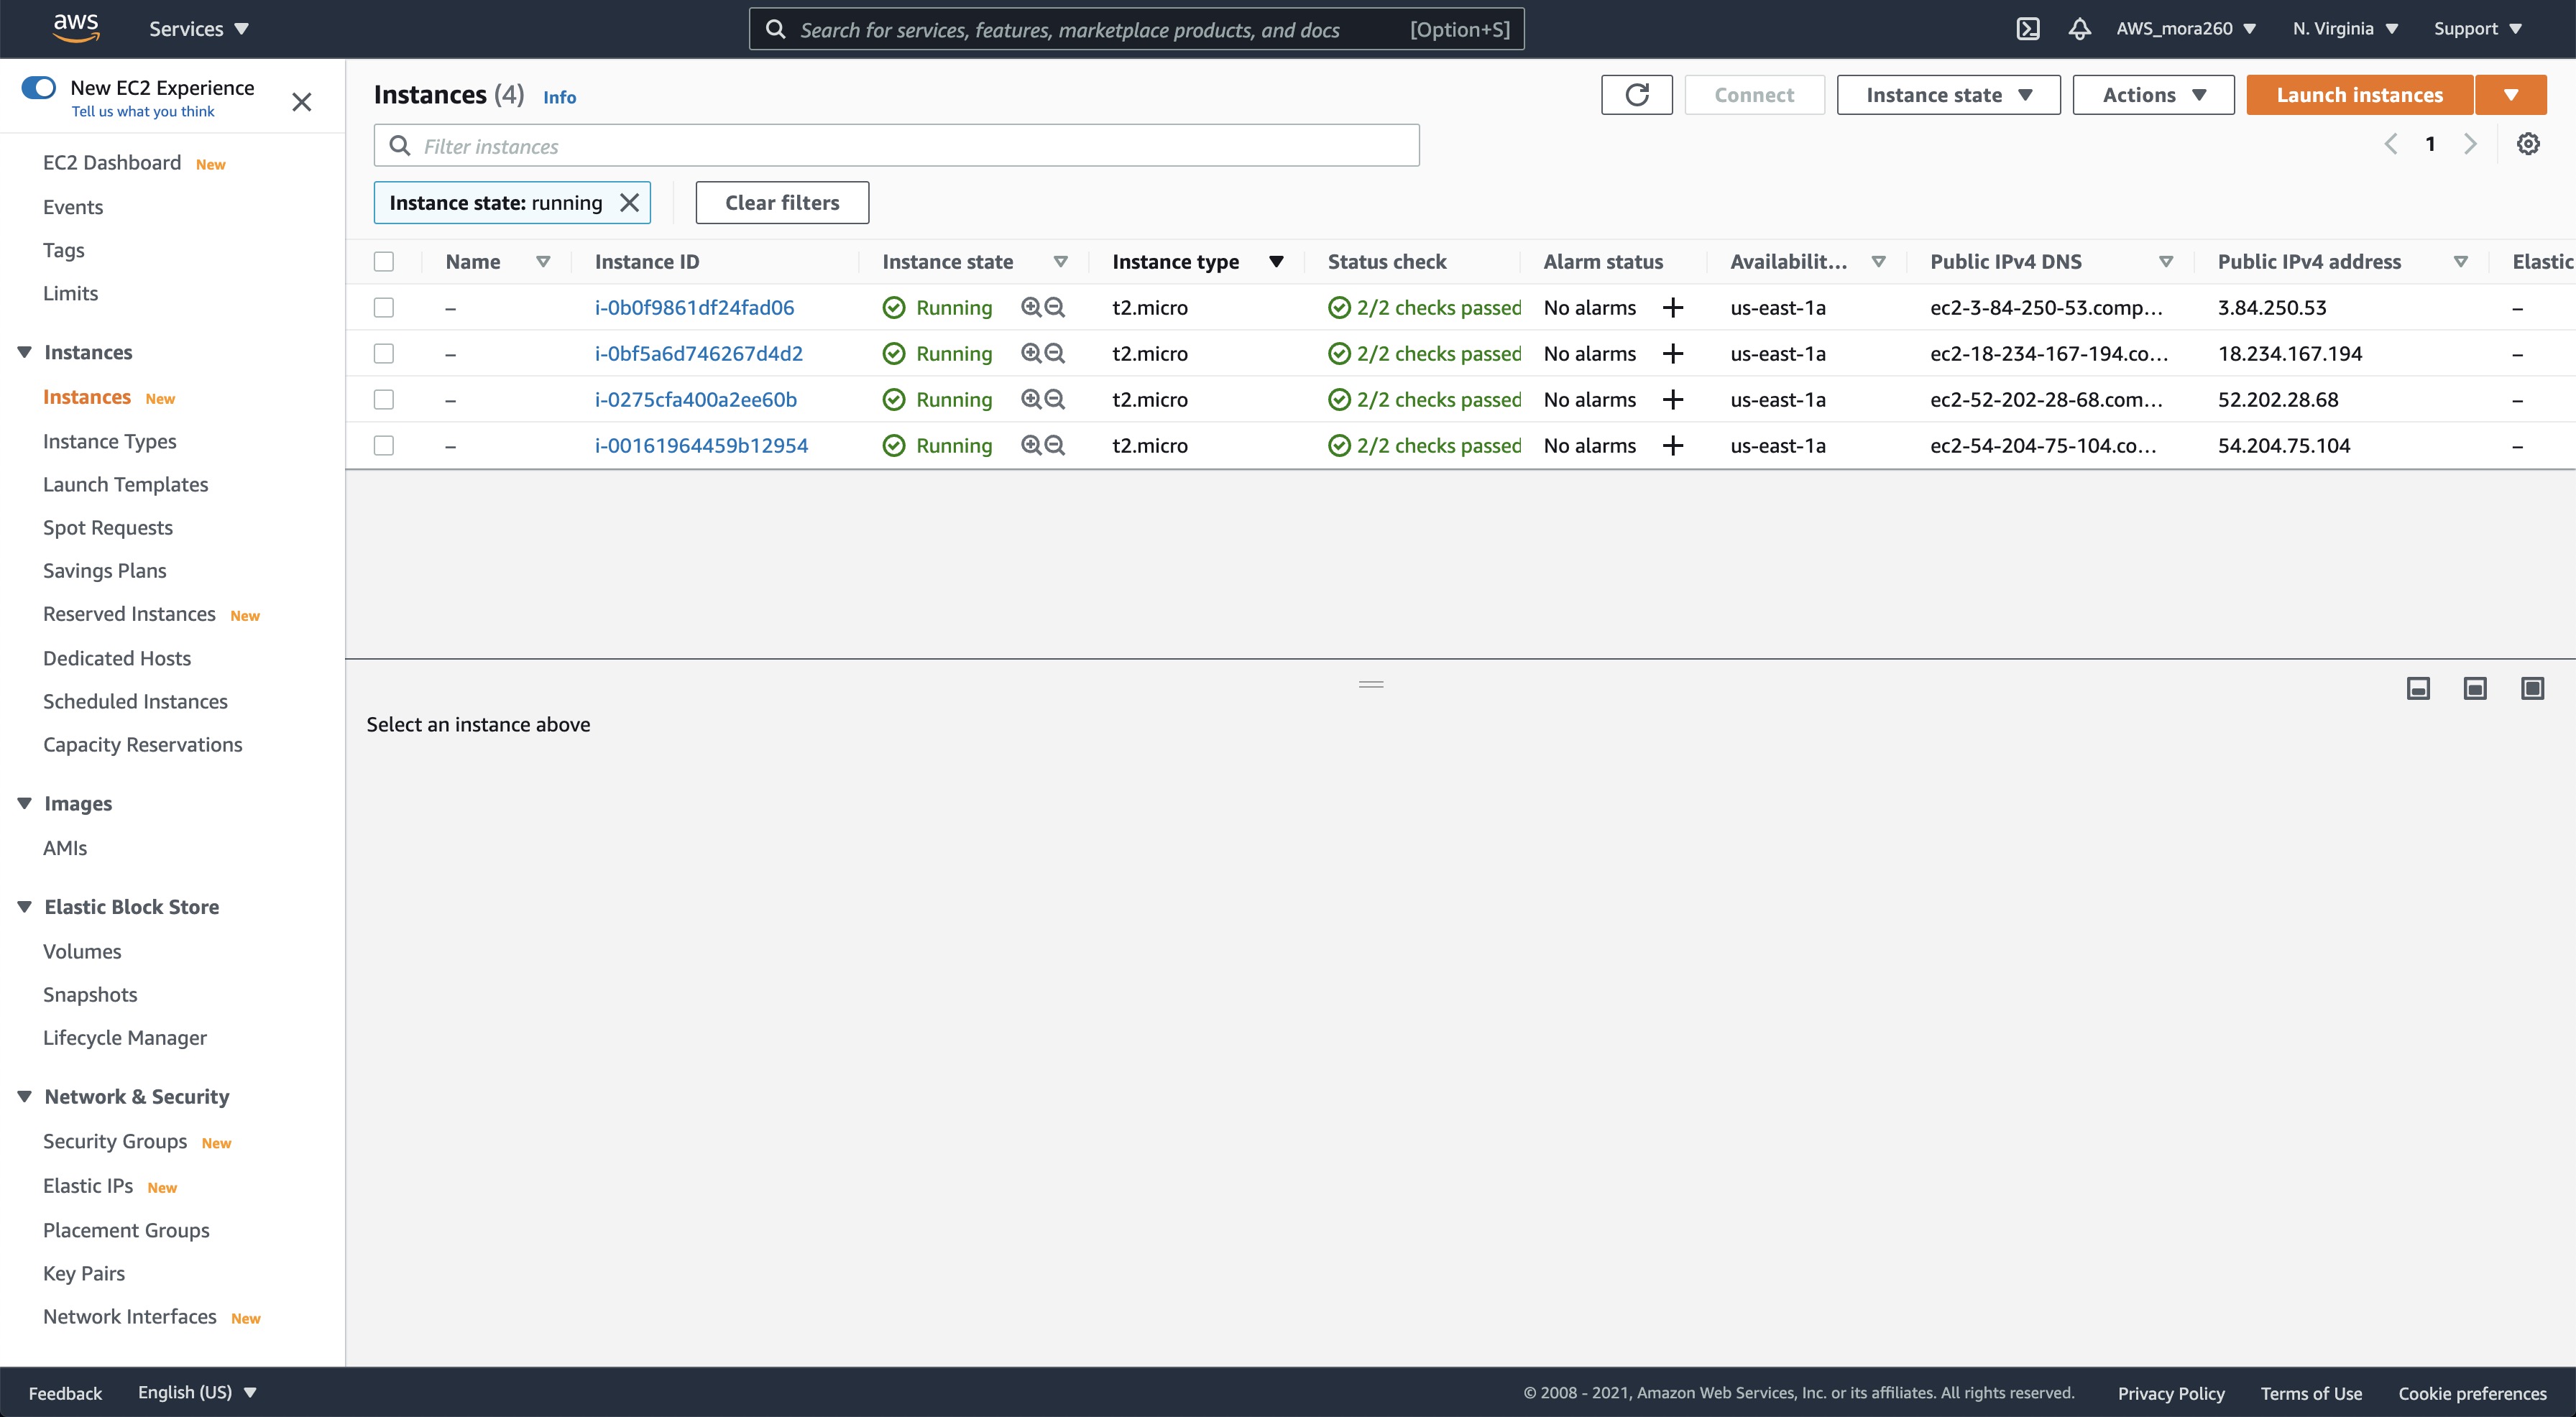 aws
Services
Search for services, features, marketplace products, and docs [Option+S]
AWS_mora260
N. Virginia
Support
New EC2 Experience
Tell us what you think
EC2 Dashboard New
Events
Tags
Limits
Instances
Instances New
Instance Types
Launch Templates
Spot Requests
Savings Plans
Reserved Instances New
Dedicated Hosts
Scheduled Instances
Capacity Reservations
Images
AMIs
Elastic Block Store
Volumes
Snapshots
Lifecycle Manager
Network & Security
Security Groups New
Elastic IPs New
Placement Groups
Key Pairs
Network Interfaces New
Instances (4) Info
Connect
Instance state
Actions
Launch instances
Filter instances
1
Instance state: running
Clear filters
Name Instance ID Instance state Instance type Status check Alarm status Availabilit... Public IPv4 DNS Public IPv4 address Elastic
– i-0b0f9861df24fad06 Running t2.micro 2/2 checks passed No alarms + us-east-1a ec2-3-84-250-53.comp... 3.84.250.53 –
– i-0bf5a6d746267d4d2 Running t2.micro 2/2 checks passed No alarms + us-east-1a ec2-18-234-167-194.co... 18.234.167.194 –
– i-0275cfa400a2ee60b Running t2.micro 2/2 checks passed No alarms + us-east-1a ec2-52-202-28-68.com... 52.202.28.68 –
– i-00161964459b12954 Running t2.micro 2/2 checks passed No alarms + us-east-1a ec2-54-204-75-104.co... 54.204.75.104 –
Select an instance above
Feedback
English (US)
© 2008 - 2021, Amazon Web Services, Inc. or its affiliates. All rights reserved.
Privacy Policy
Terms of Use
Cookie preferences